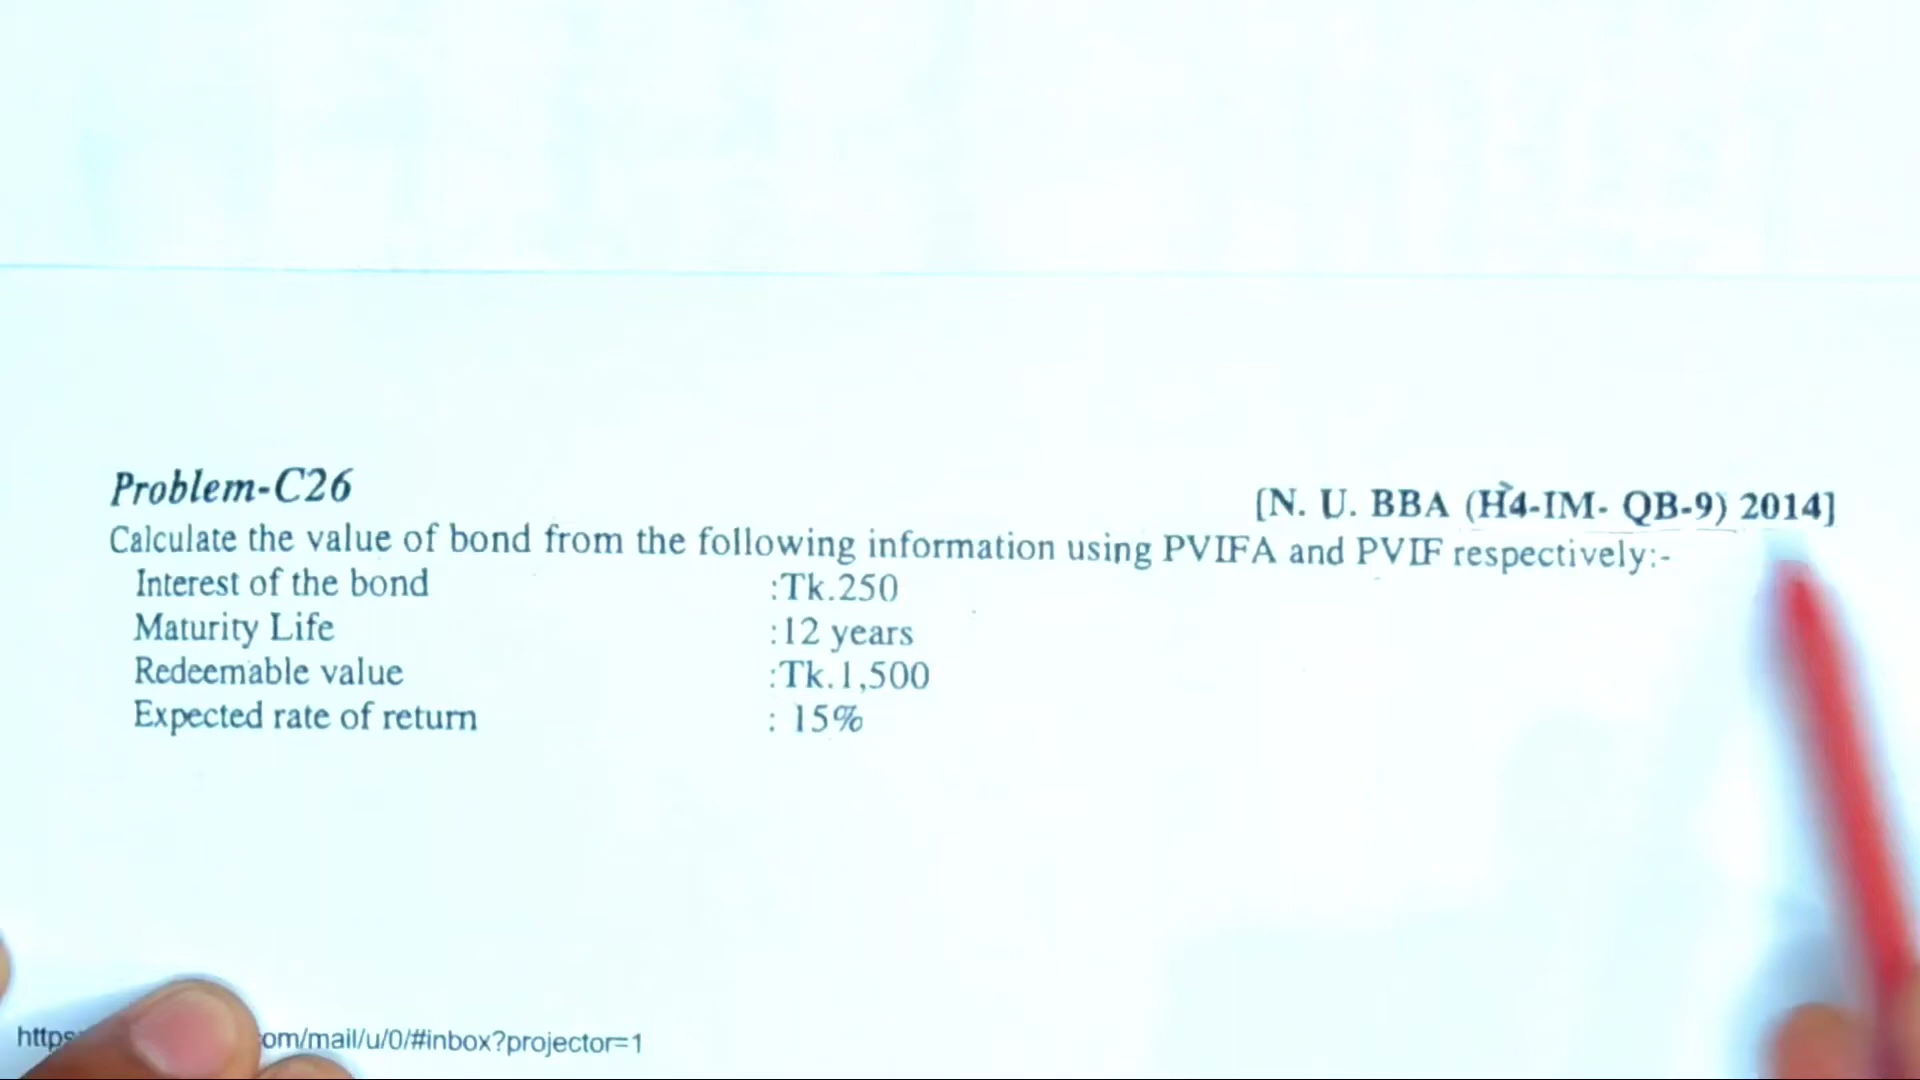 Problem-C26
[N. U. BBA (H4-IM- QB-9) 2014]
Calculate the value of bond from the following information using PVIFA and PVIF respectively:-
Interest of the bond :Tk.250
Maturity Life :12 years
Redeemable value :Tk.1,500
Expected rate of return : 15%
https om/mail/u/0/#inbox?projector=1